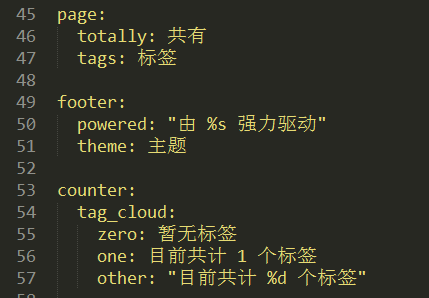 45 page:
46   totally: 共有
47   tags: 标签
48
49 footer:
50   powered: "由 %s 强力驱动"
51   theme: 主题
52
53 counter:
54   tag_cloud:
55     zero: 暂无标签
56     one: 目前共计 1 个标签
57     other: "目前共计 %d 个标签"